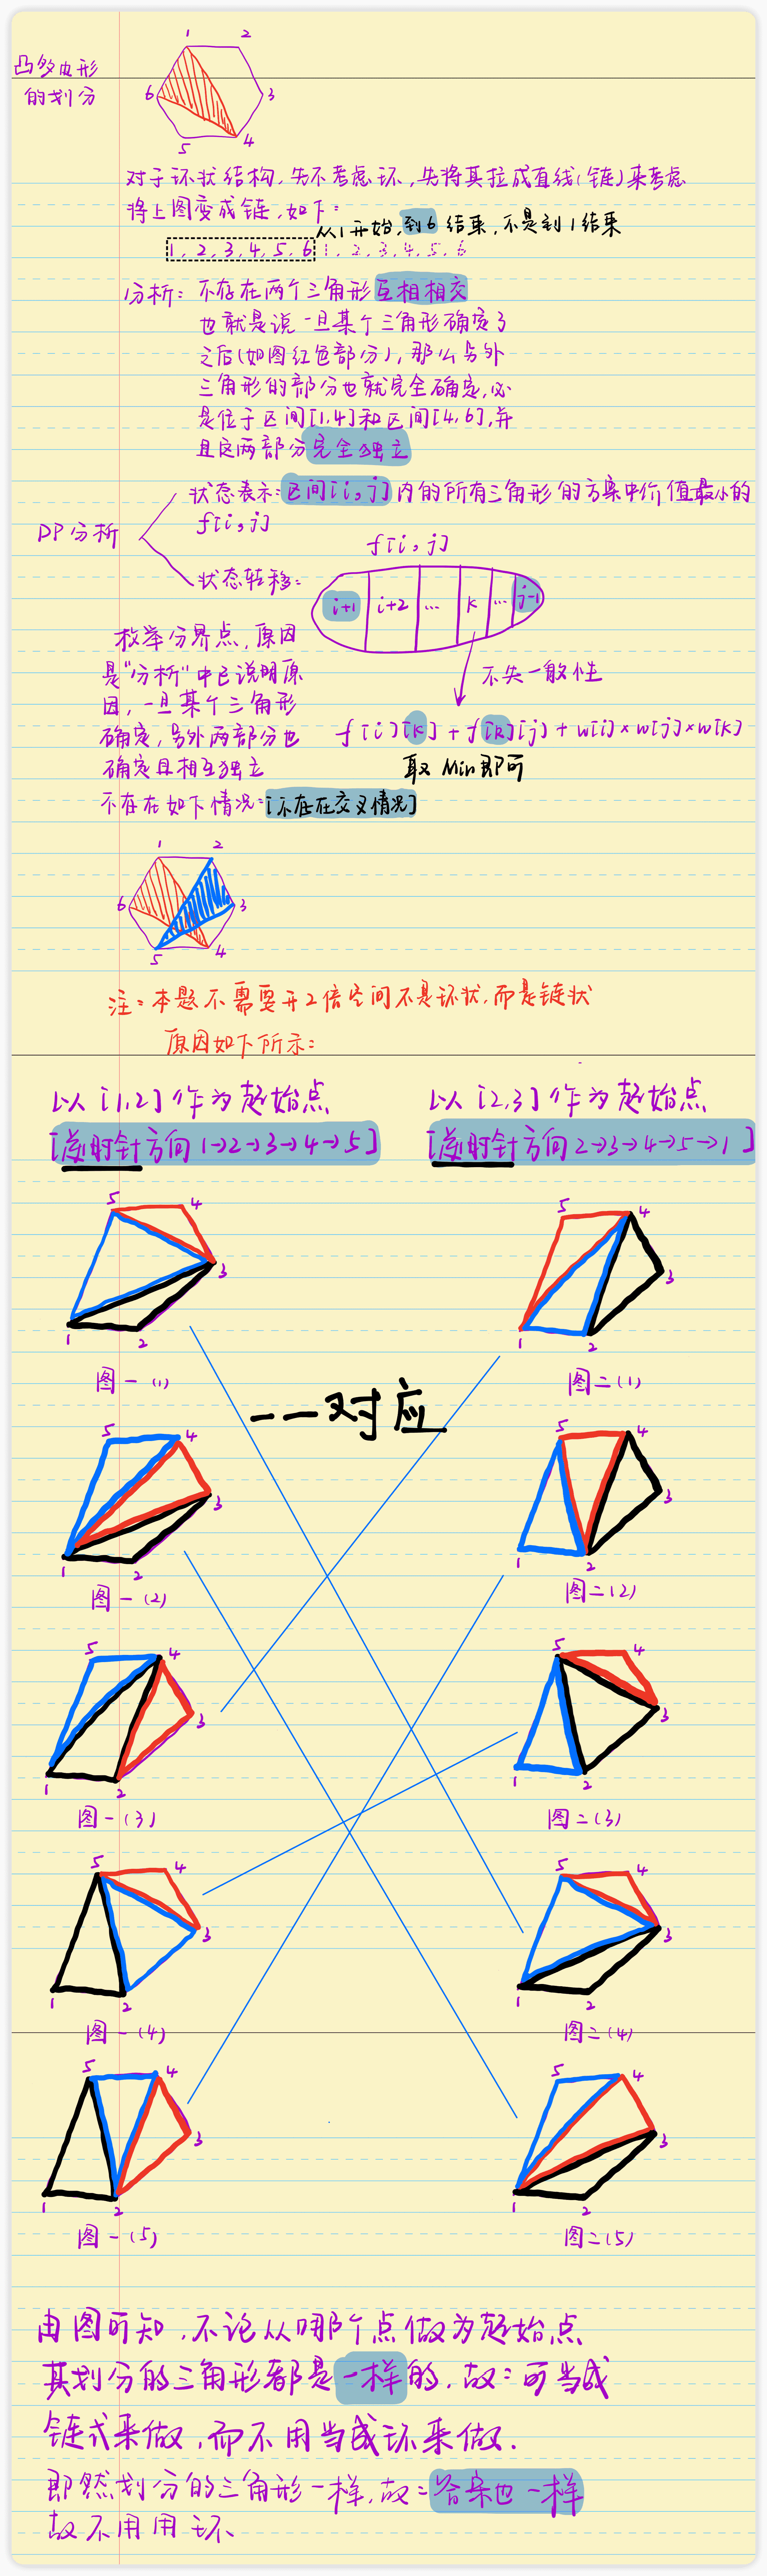 凸多边形
的划分
1 2
6 3
5 4
对于环状结构,先不考虑环,先将其拉成直线(链)来考虑
将上图变成链,如下:
从1开始,到6结束,不是到1结束
1,2,3,4,5,6 1,2,3,4,5,6
分析:不存在两个三角形互相相交
也就是说一旦某个三角形确定了
之后(如图红色部分),那么另外
三角形的部分也就完全确定,必
是位于区间[1,4]和区间[4,6],并
且这两部分完全独立
DP分析
状态表示:区间[i,j]内的所有三角形的方案中价值最小的
f[i,j]
f[i,j]
状态转移:
i+1 i+2 ... k ... j-1
枚举分界点,原因
是"分析"中已说明原
因,一旦某个三角形
确定,另外两部分也
确定且相互独立
不失一般性
f[i][k] + f[k][j] + w[i]×w[j]×w[k]
取Min即可
不存在如下情况:[不存在交叉情况]
1 2
6 3
5 4
注:本题不需要开2倍空间不是环状,而是链状
原因如下所示:
以[1,2]作为起始点
[逆时针方向1→2→3→4→5]
以[2,3]作为起始点
[逆时针方向2→3→4→5→1]
5 4
3
1 2
图一(1)
5 4
3
1 2
图二(1)
一一对应
5 4
3
1 2
图一(2)
5 4
3
1 2
图二(2)
5 4
3
1 2
图一(3)
5 4
3
1 2
图二(3)
5 4
3
1 2
图一(4)
5 4
3
1 2
图二(4)
5 4
3
1 2
图一(5)
5 4
3
1 2
图二(5)
由图可知,不论从哪个点做为起始点
其划分的三角形都是一样的,故:可当成
链式来做,而不用当成环来做.
即然划分的三角形一样,故:答案也一样
故不用用环、